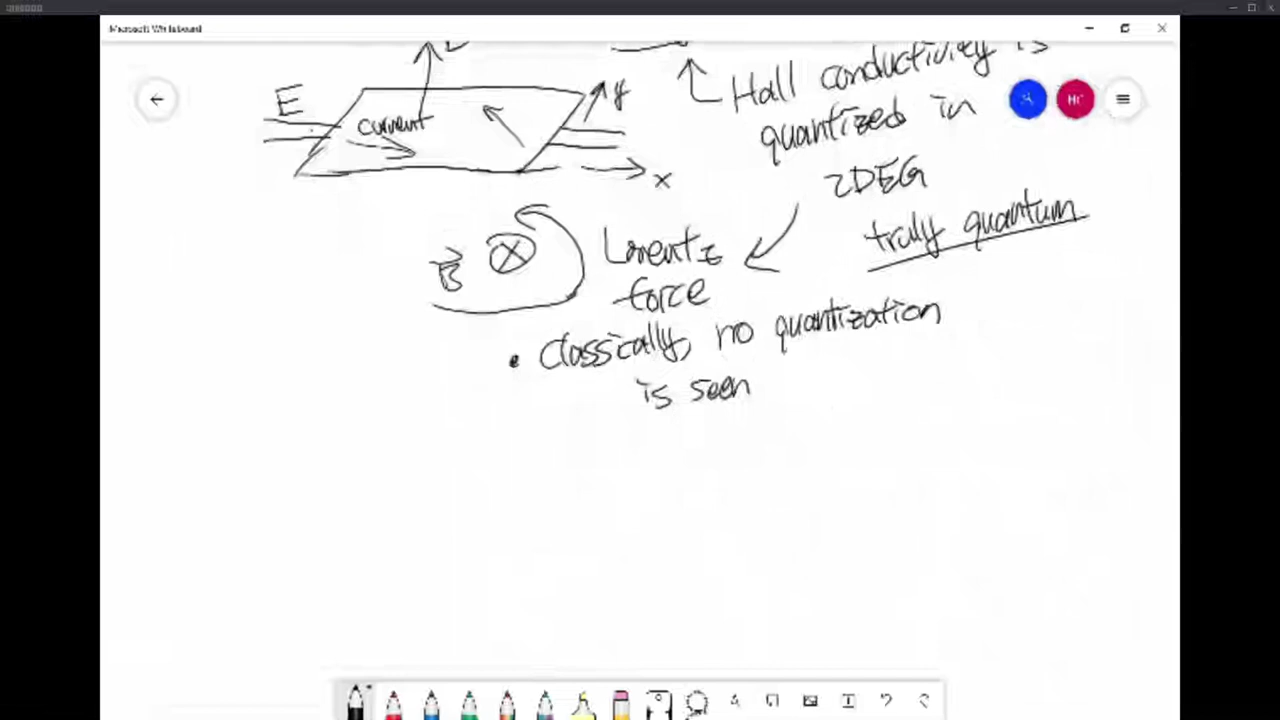 Microsoft Whiteboard
Hall conductivity is
quantized in
2DEG
truly quantum
E
current
y
x
B
Lorentz
force
• Classically, no quantization
is seen